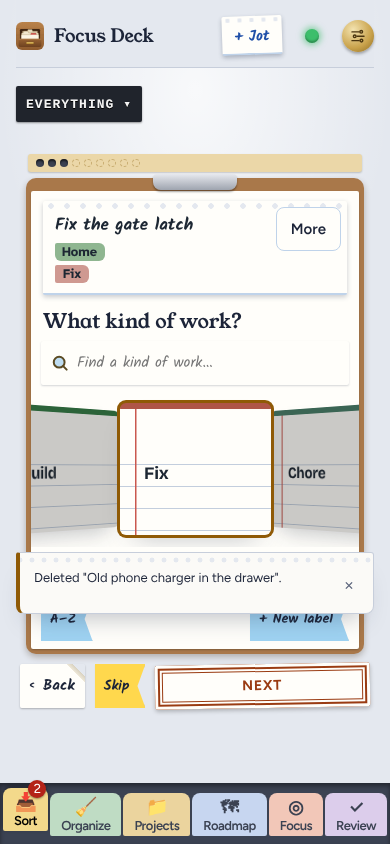 Focus Deck
+ Jot
EVERYTHING ▾
Fix the gate latch
More
Home
Fix
What kind of work?
Find a kind of work...
uild
Fix
Chore
Deleted "Old phone charger in the drawer".
×
A–Z
+ New label
‹ Back
Skip
NEXT
2
Sort
Organize
Projects
Roadmap
Focus
Review